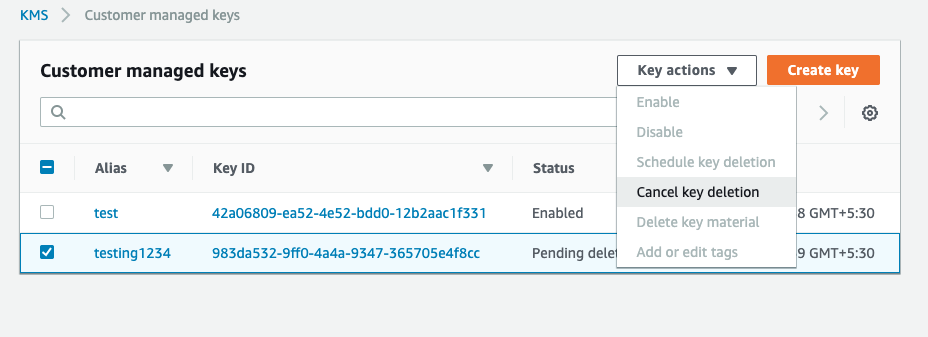 KMS > Customer managed keys
Customer managed keys
Key actions ▼
Create key
Enable
Disable
Schedule key deletion
Cancel key deletion
Delete key material
Add or edit tags
Alias Key ID Status
test 42a06809-ea52-4e52-bdd0-12b2aac1f331 Enabled 8 GMT+5:30
testing1234 983da532-9ff0-4a4a-9347-365705e4f8cc Pending dele 9 GMT+5:30